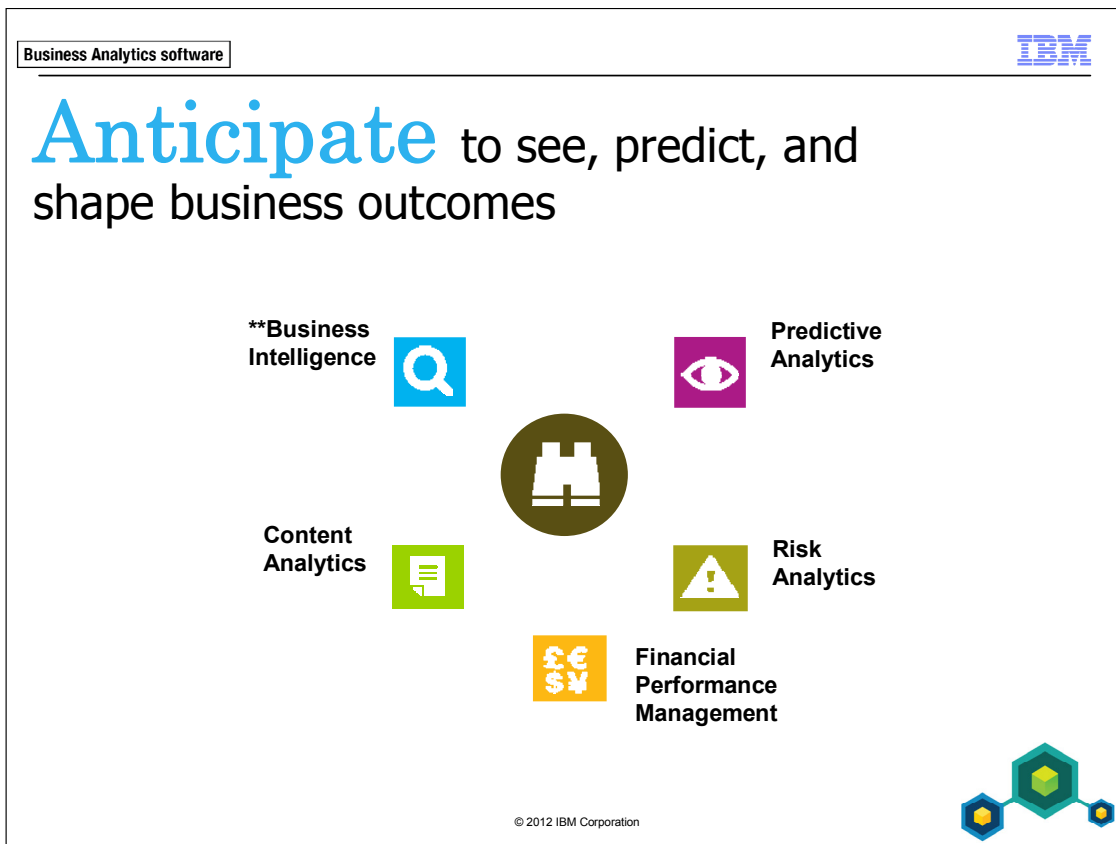 Business Analytics software
IBM
Anticipate to see, predict, and
shape business outcomes
**Business
Intelligence
Predictive
Analytics
Content
Analytics
Risk
Analytics
£€
$¥
Financial
Performance
Management
© 2012 IBM Corporation